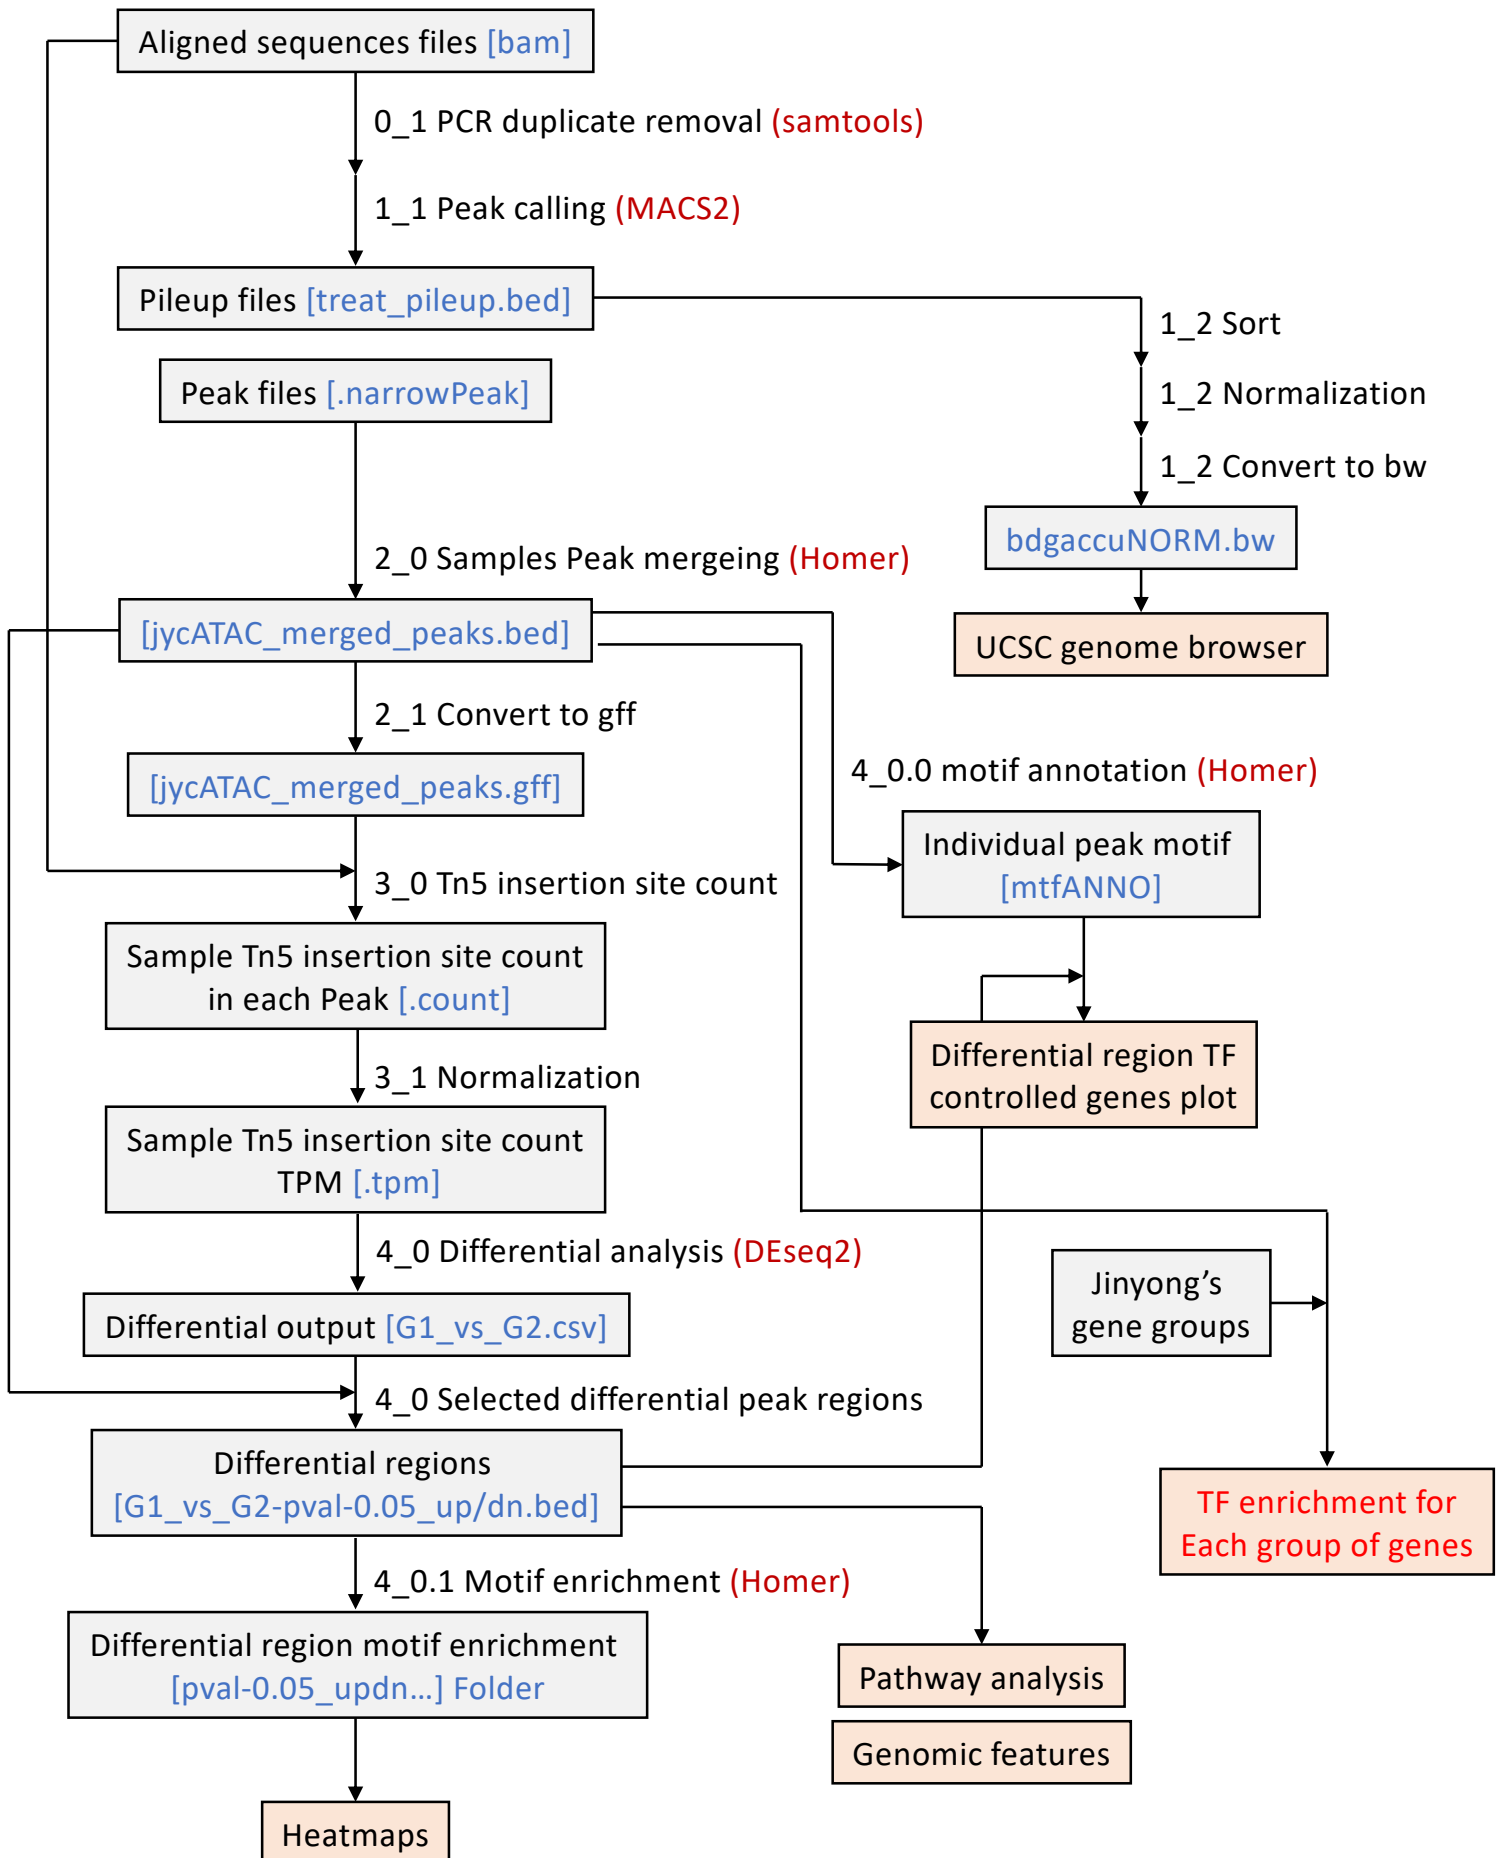 Aligned sequences files [bam]
0_1 PCR duplicate removal (samtools)
1_1 Peak calling (MACS2)
Pileup files [treat_pileup.bed]
1_2 Sort
Peak files [.narrowPeak]
1_2 Normalization
1_2 Convert to bw
bdgaccuNORM.bw
2_0 Samples Peak mergeing (Homer)
[jycATAC_merged_peaks.bed]
UCSC genome browser
2_1 Convert to gff
[jycATAC_merged_peaks.gff]
4_0.0 motif annotation (Homer)
Individual peak motif
[mtfANNO]
3_0 Tn5 insertion site count
Sample Tn5 insertion site count
in each Peak [.count]
Differential region TF
controlled genes plot
3_1 Normalization
Sample Tn5 insertion site count
TPM [.tpm]
4_0 Differential analysis (DEseq2)
Jinyong’s
gene groups
Differential output [G1_vs_G2.csv]
4_0 Selected differential peak regions
Differential regions
[G1_vs_G2-pval-0.05_up/dn.bed]
TF enrichment for
Each group of genes
4_0.1 Motif enrichment (Homer)
Differential region motif enrichment
[pval-0.05_updn…] Folder
Pathway analysis
Genomic features
Heatmaps